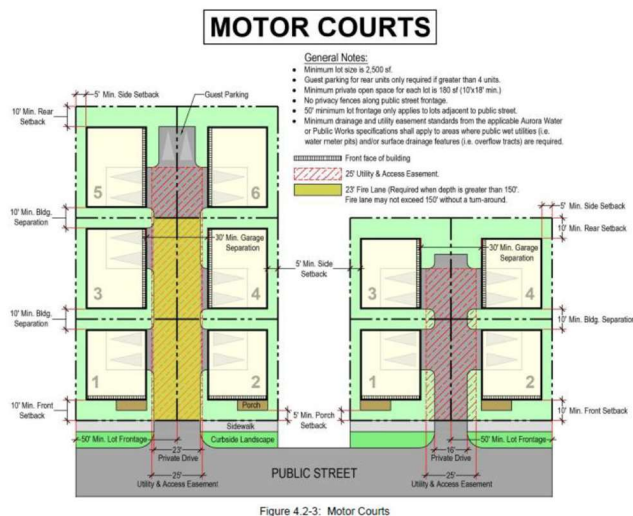 MOTOR COURTS
General Notes:
• Minimum lot size is 2,500 sf.
• Guest parking for rear units only required if greater than 4 units.
• Minimum private open space for each lot is 180 sf (10'x18' min.)
• No privacy fences along public street frontage.
• 50' minimum lot frontage only applies to lots adjacent to public street.
• Minimum drainage and utility easement standards from the applicable Aurora Water
or Public Works specifications shall apply to areas where public wet utilities (i.e.
water meter pits) and/or surface drainage features (i.e. overflow tracts) are required.
Front face of building
25' Utility & Access Easement.
23' Fire Lane (Required when depth is greater than 150'.
Fire lane may not exceed 150' without a turn-around.
5' Min. Side Setback
Guest Parking
10' Min. Rear
Setback
5
6
10' Min. Bldg.
Separation
30' Min. Garage
Separation
3
4
10' Min. Bldg.
Separation
1
2
10' Min. Front
Setback
Porch
Sidewalk
50' Min. Lot Frontage
Curbside Landscape
23'
Private Drive
25'
Utility & Access Easement
5' Min. Side
Setback
5' Min. Porch
Setback
5' Min. Side Setback
10' Min. Rear Setback
30' Min. Garage
Separation
3
4
10' Min. Bldg. Separation
1
2
10' Min. Front Setback
50' Min. Lot Frontage
16'
Private Drive
25'
Utility & Access Easement
PUBLIC STREET
Figure 4.2-3: Motor Courts